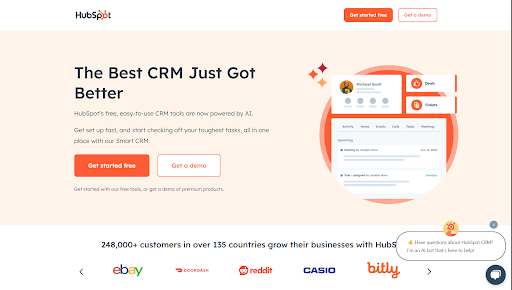 HubSpot
Get started free
Get a demo
The Best CRM Just Got
Better
HubSpot's free, easy-to-use CRM tools are now powered by AI.
Get set up fast, and start checking off your toughest tasks, all in one
place with our Smart CRM.
Get started free
Get a demo
Get started with our free tools, or get a demo of premium products.
Michael Scott
Deals
Tickets
Activity Notes Emails Calls Tasks Meetings
Upcoming
248,000+ customers in over 135 countries grow their businesses with HubS
👋 Have questions about HubSpot CRM?
I'm an AI bot that's here to help!
ebay
DOORDASH
reddit
CASIO
bitly